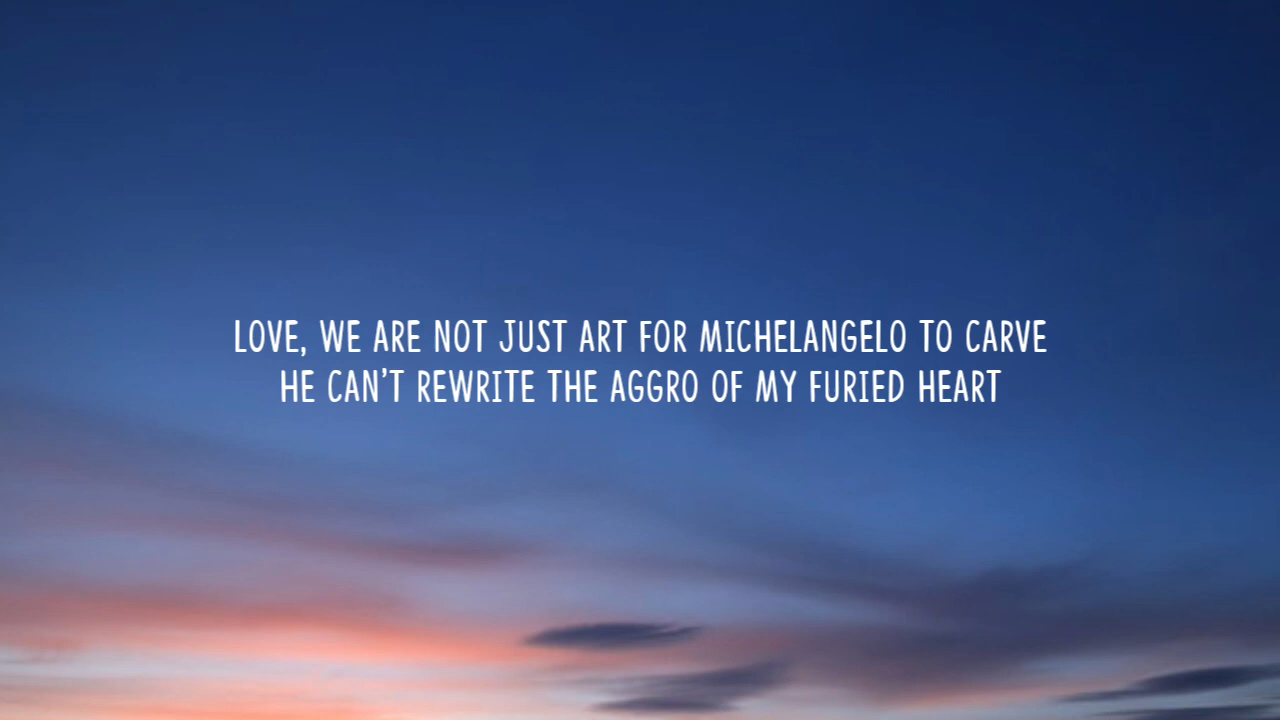 LOVE, WE ARE NOT JUST ART FOR MICHELANGELO TO CARVE
HE CAN'T REWRITE THE AGGRO OF MY FURIED HEART